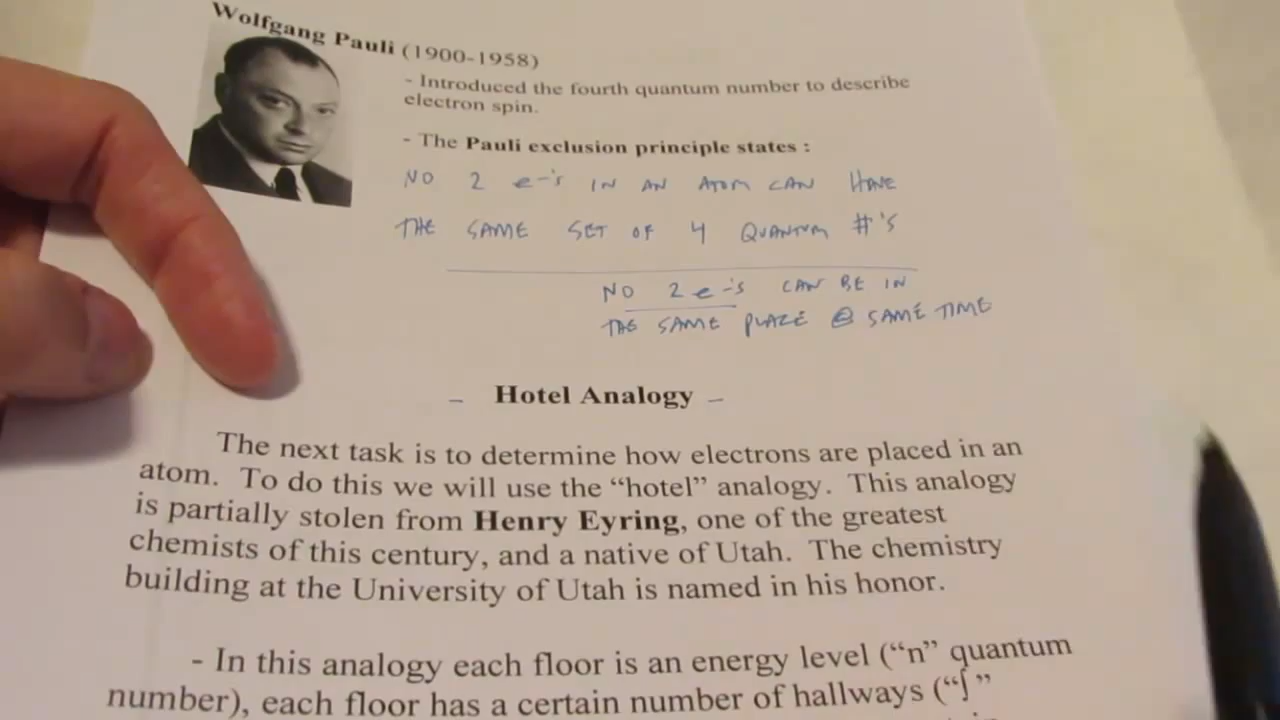 Wolfgang Pauli (1900-1958)
- Introduced the fourth quantum number to describe
electron spin.
- The Pauli exclusion principle states :
NO 2 e-'s IN AN ATOM CAN HAVE
THE SAME SET OF 4 QUANTUM #'S
NO 2 e-'s CAN BE IN
THE SAME PLACE @ SAME TIME
- Hotel Analogy -
The next task is to determine how electrons are placed in an
atom. To do this we will use the “hotel” analogy. This analogy
is partially stolen from Henry Eyring, one of the greatest
chemists of this century, and a native of Utah. The chemistry
building at the University of Utah is named in his honor.
- In this analogy each floor is an energy level (“n” quantum
number), each floor has a certain number of hallways (“ʃ”